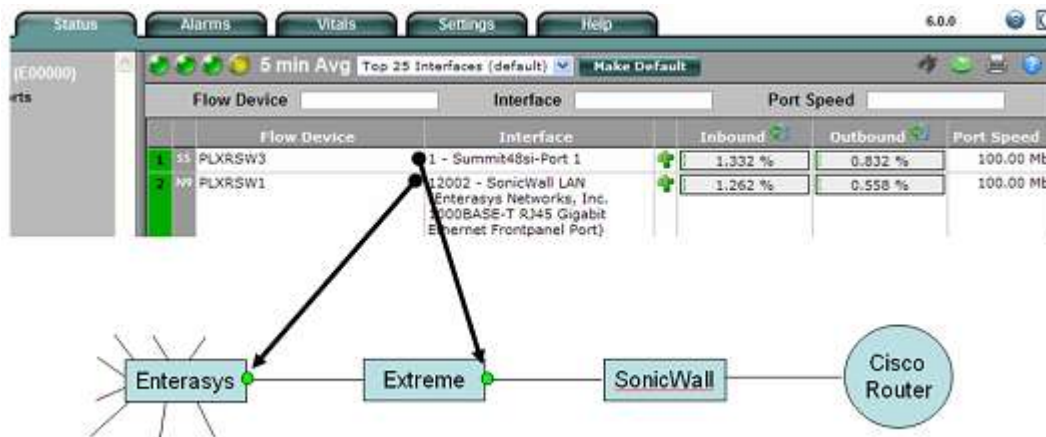 Status Alarms Vitals Settings Help 6.0.0
(E00000) 5 min Avg Top 25 Interfaces (default) Make Default
rts Flow Device Interface Port Speed
Flow Device Interface Inbound Outbound Port Speed
1 S5 PLXRSW3 1 - Summit48si-Port 1 1.332 % 0.832 % 100.00 Mb
2 N9 PLXRSW1 12002 - SonicWall LAN 1.262 % 0.558 % 100.00 Mb
(Enterasys Networks, Inc.
1000BASE-T RJ45 Gigabit
Ethernet Frontpanel Port)
Enterasys Extreme SonicWall Cisco
Router